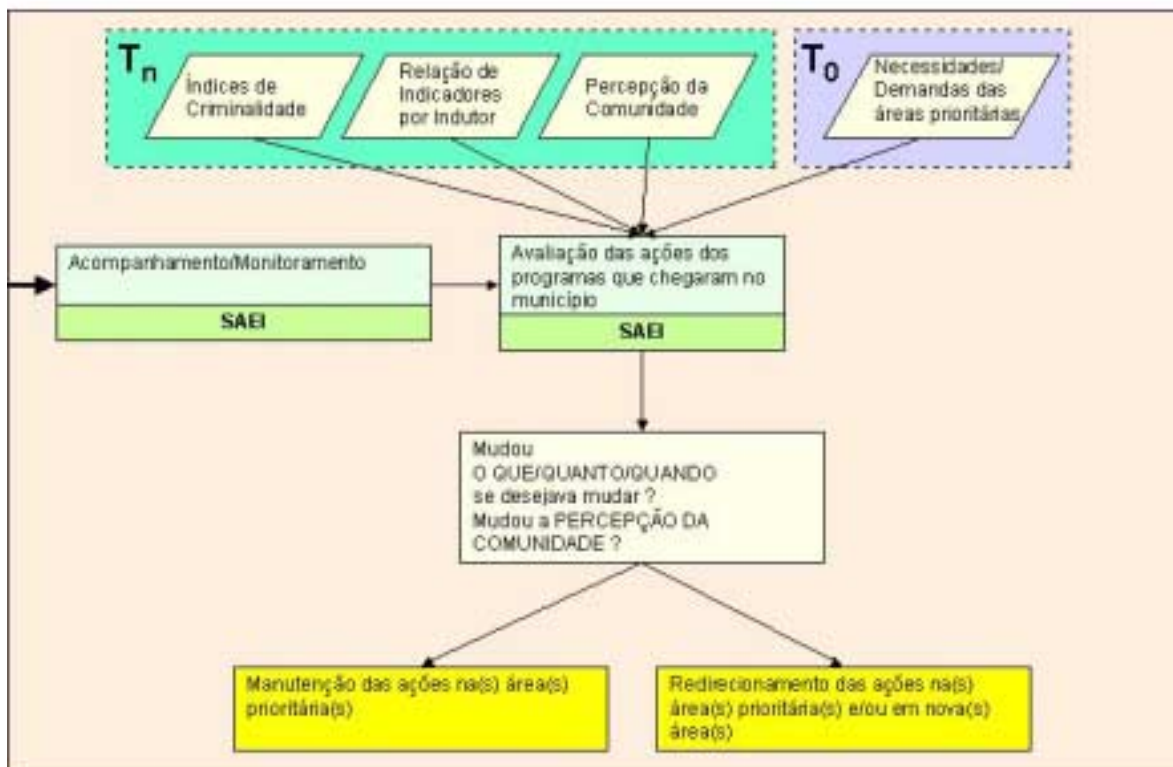 Tn
Índices de
Criminalidade
Relação de
Indicadores
por Indutor
Percepção da
Comunidade
T0
Necessidades/
Demandas das
áreas prioritárias
Acompanhamento/Monitoramento
SAEI
Avaliação das ações dos
programas que chegaram no
município
SAEI
Mudou
O QUE/QUANTO/QUANDO
se desejava mudar ?
Mudou a PERCEPÇÃO DA
COMUNIDADE ?
Manutenção das ações na(s) área(s)
prioritária(s)
Redirecionamento das ações na(s)
área(s) prioritária(s) e/ou em nova(s)
área(s)